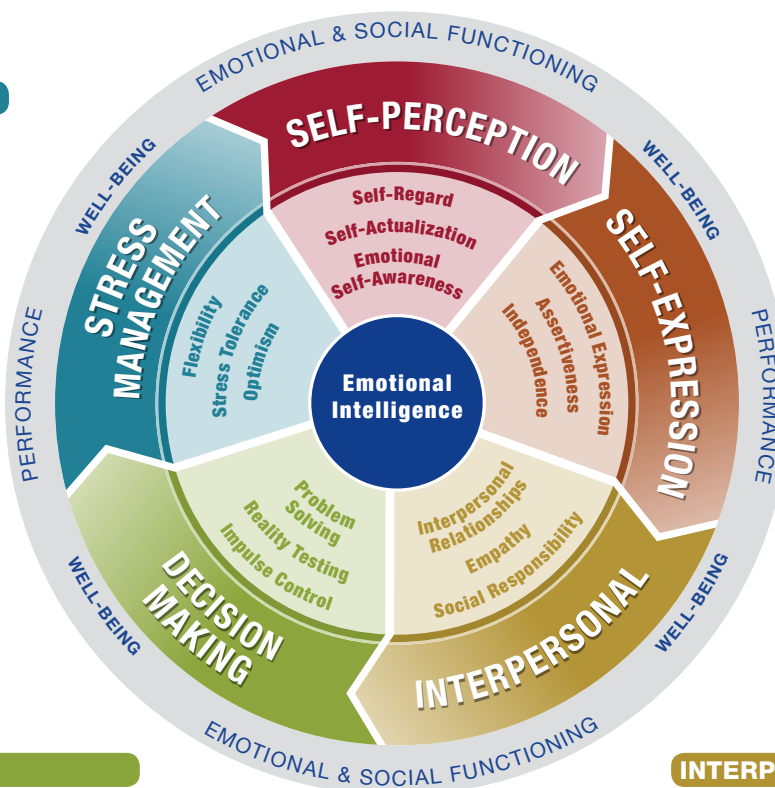 EMOTIONAL & SOCIAL FUNCTIONING
WELL-BEING
WELL-BEING
PERFORMANCE
PERFORMANCE
SELF-PERCEPTION
Self-Regard
Self-Actualization
Emotional
Self-Awareness
SELF-EXPRESSION
Emotional Expression
Assertiveness
Independence
STRESS
MANAGEMENT
Flexibility
Stress Tolerance
Optimism
Emotional
Intelligence
Interpersonal
Relationships
Empathy
Social Responsibility
INTERPERSONAL
Problem
Solving
Reality Testing
Impulse Control
DECISION
MAKING
WELL-BEING
WELL-BEING
EMOTIONAL & SOCIAL FUNCTIONING
INTERP